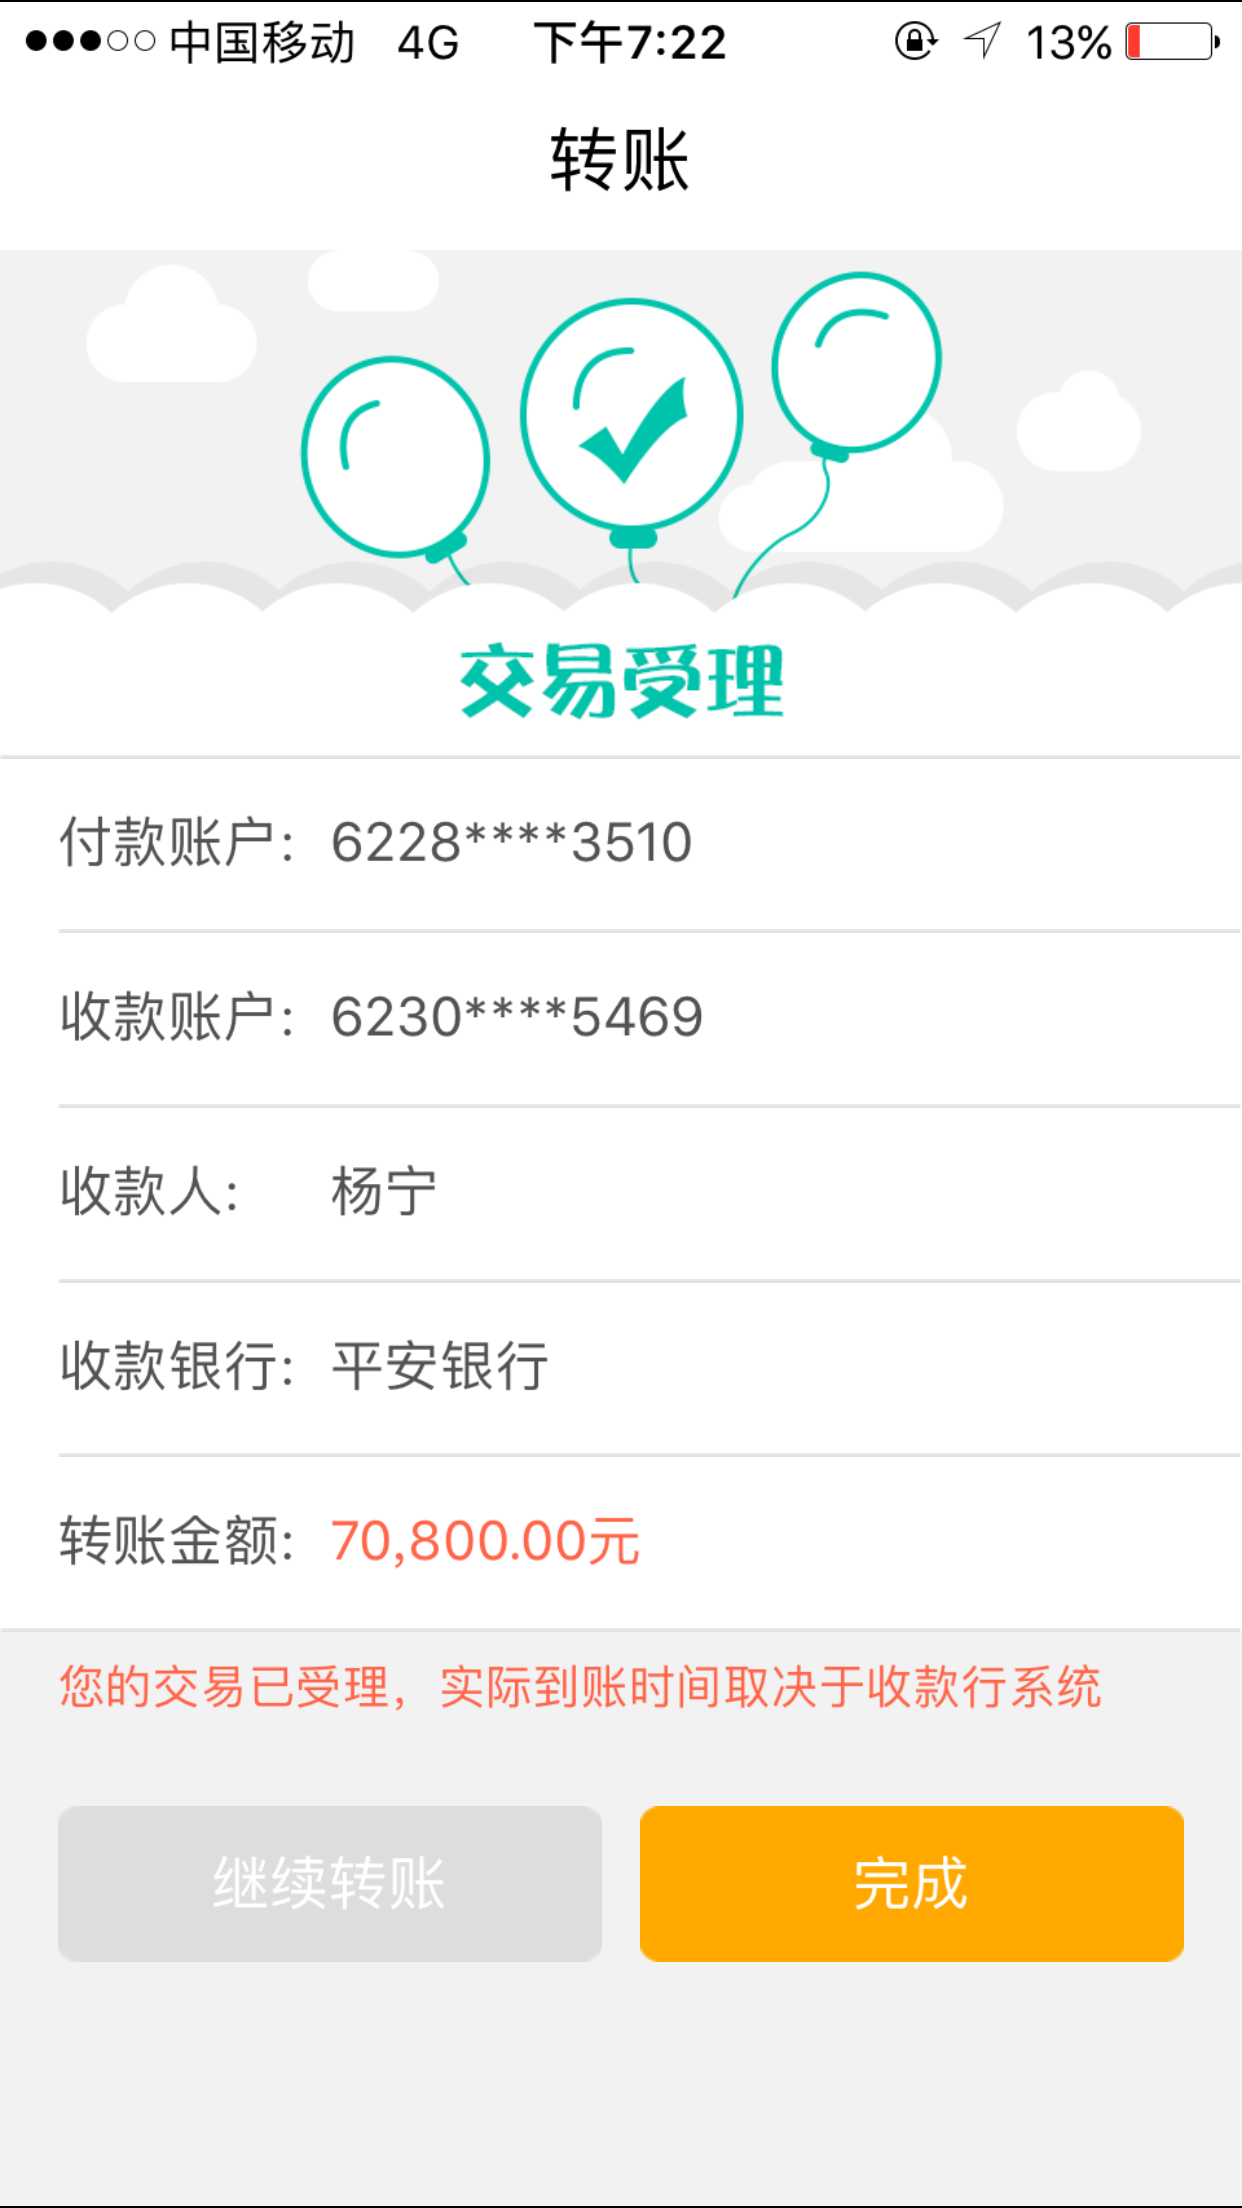 中国移动 4G 下午7:22 13%
转账
交易受理
付款账户: 6228****3510
收款账户: 6230****5469
收款人: 杨宁
收款银行: 平安银行
转账金额: 70,800.00元
您的交易已受理，实际到账时间取决于收款行系统
继续转账 完成